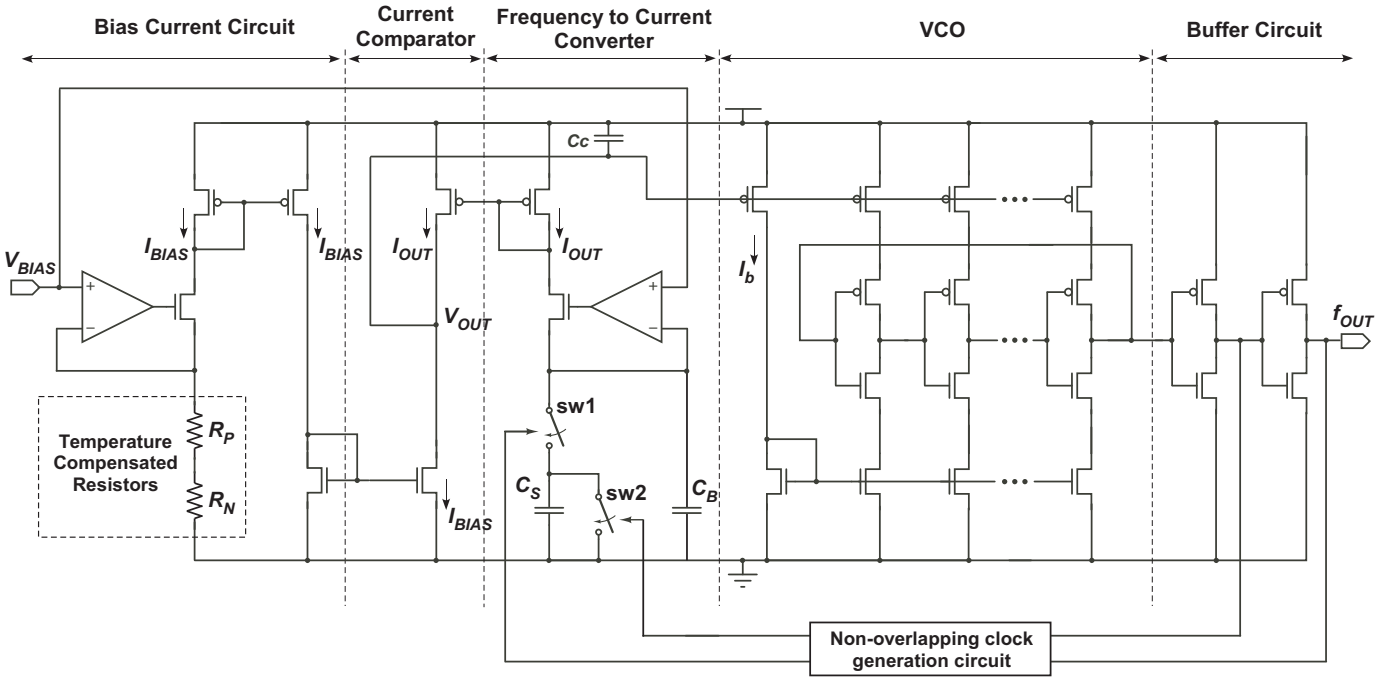 Bias Current Circuit
Current
Comparator
Frequency to Current
Converter
VCO
Buffer Circuit
Cc
I_BIAS
I_BIAS
I_OUT
I_OUT
I_b
V_BIAS
+
−
+
−
V_OUT
f_OUT
sw1
Temperature
Compensated
Resistors
R_P
R_N
I_BIAS
C_S
sw2
C_B
Non-overlapping clock
generation circuit